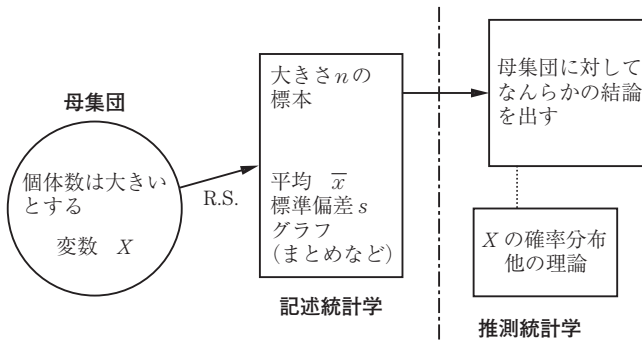 母集団
個体数は大きい
とする
変数 X
R.S.
大きさnの
標本
平均 x̅
標準偏差 s
グラフ
(まとめなど)
記述統計学
母集団に対して
なんらかの結論
を出す
X の確率分布
他の理論
推測統計学